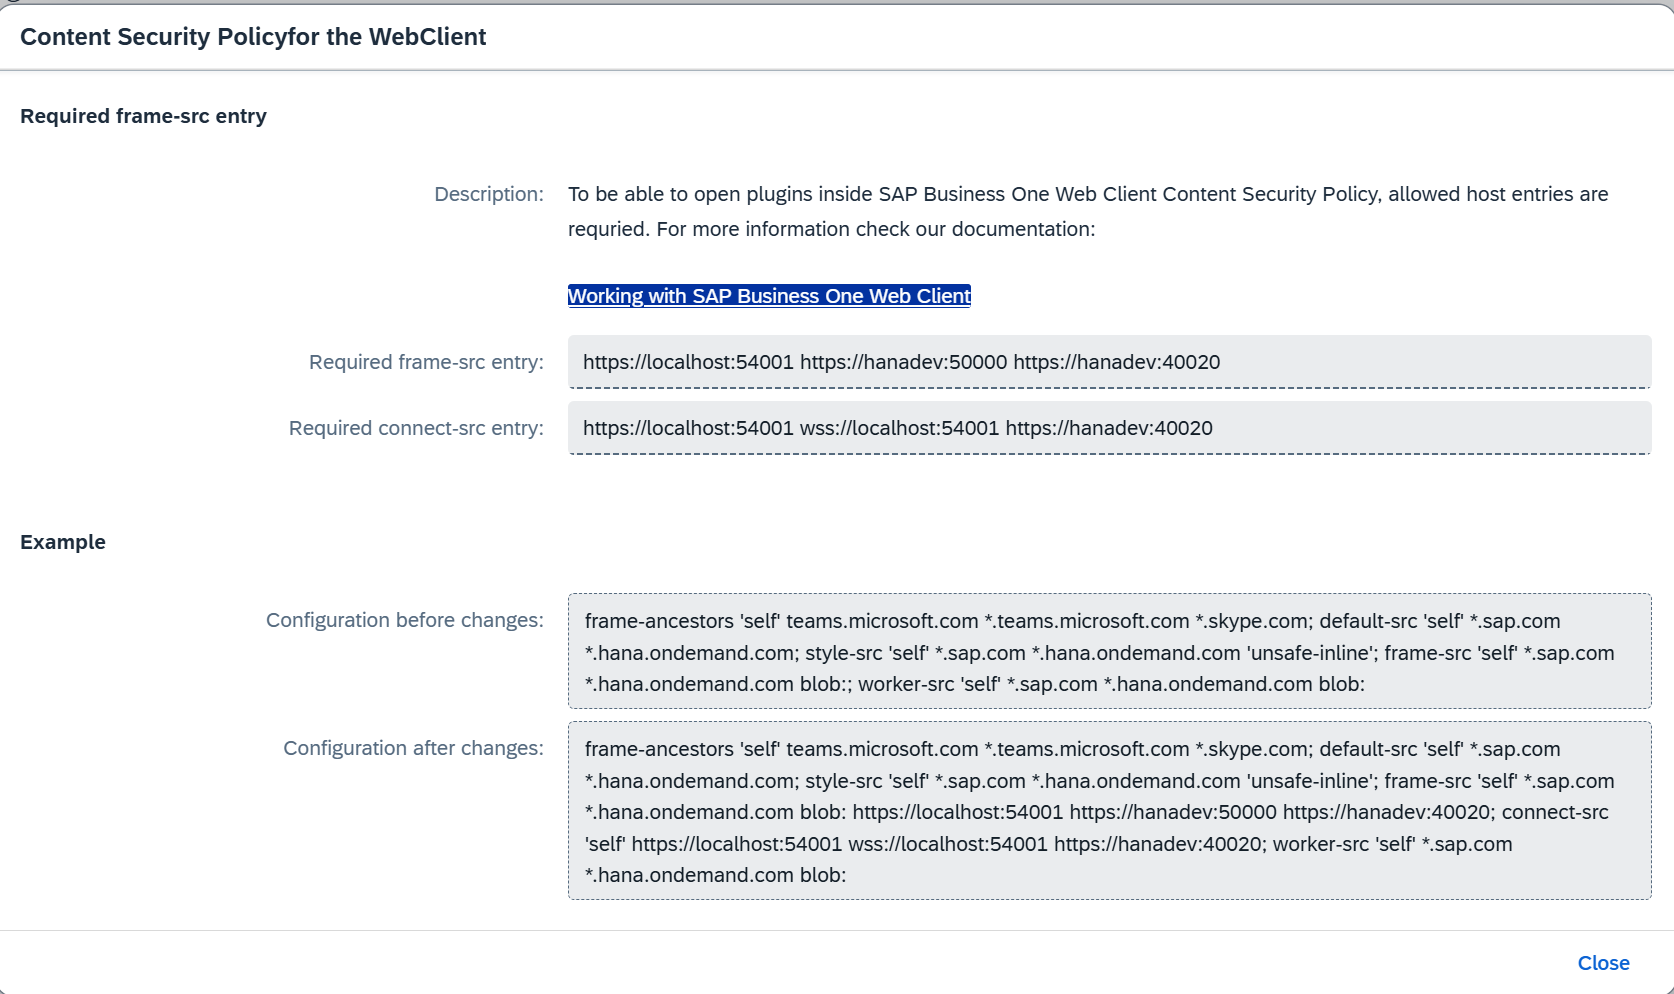 Content Security Policyfor the WebClient
Required frame-src entry
Description:
To be able to open plugins inside SAP Business One Web Client Content Security Policy, allowed host entries are
requried. For more information check our documentation:
Working with SAP Business One Web Client
Required frame-src entry:
https://localhost:54001 https://hanadev:50000 https://hanadev:40020
Required connect-src entry:
https://localhost:54001 wss://localhost:54001 https://hanadev:40020
Example
Configuration before changes:
frame-ancestors 'self' teams.microsoft.com *.teams.microsoft.com *.skype.com; default-src 'self' *.sap.com
*.hana.ondemand.com; style-src 'self' *.sap.com *.hana.ondemand.com 'unsafe-inline'; frame-src 'self' *.sap.com
*.hana.ondemand.com blob:; worker-src 'self' *.sap.com *.hana.ondemand.com blob:
Configuration after changes:
frame-ancestors 'self' teams.microsoft.com *.teams.microsoft.com *.skype.com; default-src 'self' *.sap.com
*.hana.ondemand.com; style-src 'self' *.sap.com *.hana.ondemand.com 'unsafe-inline'; frame-src 'self' *.sap.com
*.hana.ondemand.com blob: https://localhost:54001 https://hanadev:50000 https://hanadev:40020; connect-src
'self' https://localhost:54001 wss://localhost:54001 https://hanadev:40020; worker-src 'self' *.sap.com
*.hana.ondemand.com blob:
Close